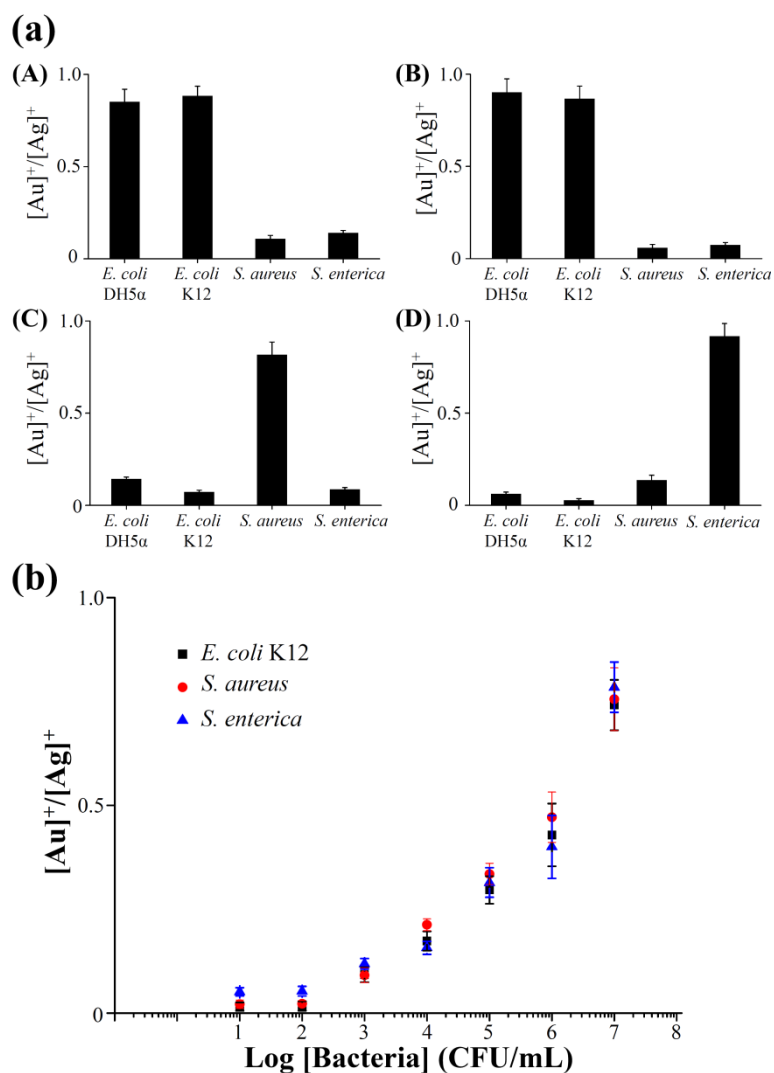 (a)
(A)
1.0
0.5
0
[Au]⁺/[Ag]⁺
E. coli DH5α
E. coli K12
S. aureus
S. enterica
(B)
1.0
0.5
0
[Au]⁺/[Ag]⁺
E. coli DH5α
E. coli K12
S. aureus
S. enterica
(C)
1.0
0.5
0
[Au]⁺/[Ag]⁺
E. coli DH5α
E. coli K12
S. aureus
S. enterica
(D)
1.0
0.5
0
[Au]⁺/[Ag]⁺
E. coli DH5α
E. coli K12
S. aureus
S. enterica
(b)
1.0
0.5
0
[Au]⁺/[Ag]⁺
E. coli K12
S. aureus
S. enterica
1 2 3 4 5 6 7 8
Log [Bacteria] (CFU/mL)